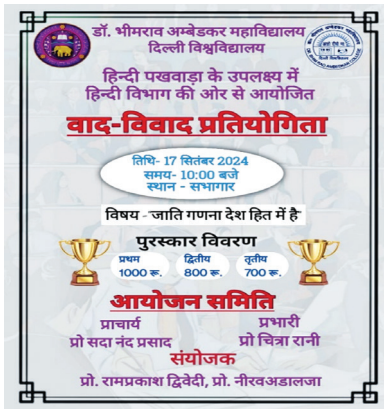 डॉ. भीमराव अम्बेडकर महाविद्यालय
दिल्ली विश्वविद्यालय
हिन्दी पखवाड़ा के उपलक्ष्य में
हिन्दी विभाग की ओर से आयोजित
वाद-विवाद प्रतियोगिता
तिथि- 17 सितंबर 2024
समय- 10:00 बजे
स्थान - सभागार
विषय -"जाति गणना देश हित में है"
पुरस्कार विवरण
प्रथम द्वितीय तृतीय
1000 रू. 800 रू. 700 रू.
आयोजन समिति
प्राचार्य प्रभारी
प्रो सदा नंद प्रसाद प्रो चित्रा रानी
संयोजक
प्रो. रामप्रकाश द्विवेदी, प्रो. नीरवअडालजा